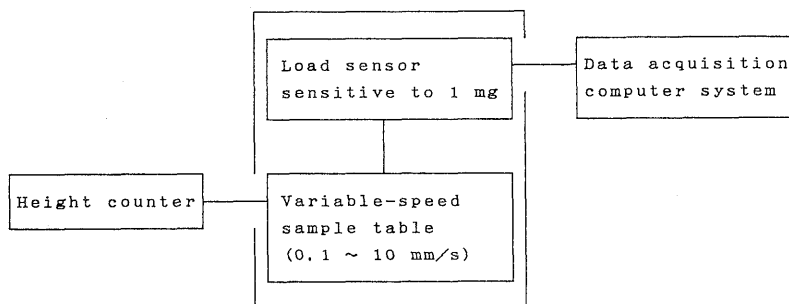 Load sensor
sensitive to 1 mg
Data acquisition
computer system
Height counter
Variable-speed
sample table
(0.1 ~ 10 mm/s)